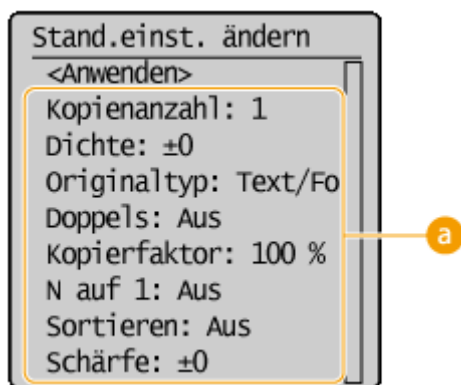 Stand.einst. ändern
<Anwenden>
Kopienanzahl: 1
Dichte: ±0
Originaltyp: Text/Fo
Doppels: Aus
Kopierfaktor: 100 %
N auf 1: Aus
Sortieren: Aus
Schärfe: ±0
a